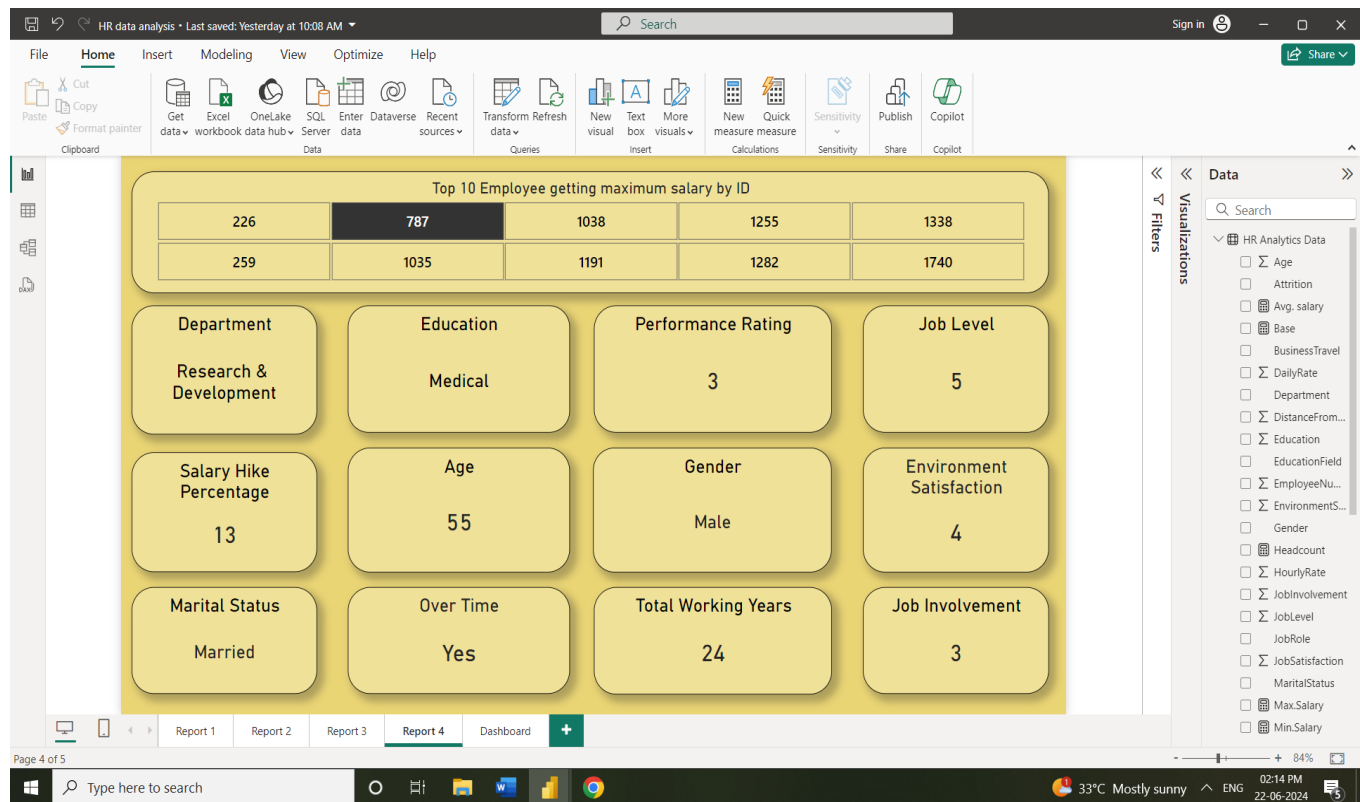 HR data analysis • Last saved: Yesterday at 10:08 AM
Search
Sign in
File Home Insert Modeling View Optimize Help
Share
Paste
Cut
Copy
Format painter
Clipboard
Get data
Excel workbook
OneLake data hub
SQL Server
Enter data
Dataverse
Recent sources
Data
Transform data
Refresh
Queries
New visual
Text box
More visuals
Insert
New measure
Quick measure
Calculations
Sensitivity
Sensitivity
Publish
Share
Copilot
Copilot
Top 10 Employee getting maximum salary by ID
226 787 1038 1255 1338
259 1035 1191 1282 1740
Department
Research &
Development
Education
Medical
Performance Rating
3
Job Level
5
Salary Hike
Percentage
13
Age
55
Gender
Male
Environment
Satisfaction
4
Marital Status
Married
Over Time
Yes
Total Working Years
24
Job Involvement
3
Filters
Visualizations
Data
Search
HR Analytics Data
Age
Attrition
Avg. salary
Base
BusinessTravel
DailyRate
Department
DistanceFrom...
Education
EducationField
EmployeeNu...
EnvironmentS...
Gender
Headcount
HourlyRate
JobInvolvement
JobLevel
JobRole
JobSatisfaction
MaritalStatus
Max.Salary
Min.Salary
Report 1 Report 2 Report 3 Report 4 Dashboard
Page 4 of 5
84%
Type here to search
33°C Mostly sunny
ENG
02:14 PM
22-06-2024